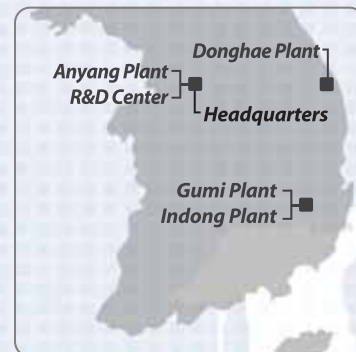 Donghae Plant
Anyang Plant
R&D Center
Headquarters
Gumi Plant
Indong Plant